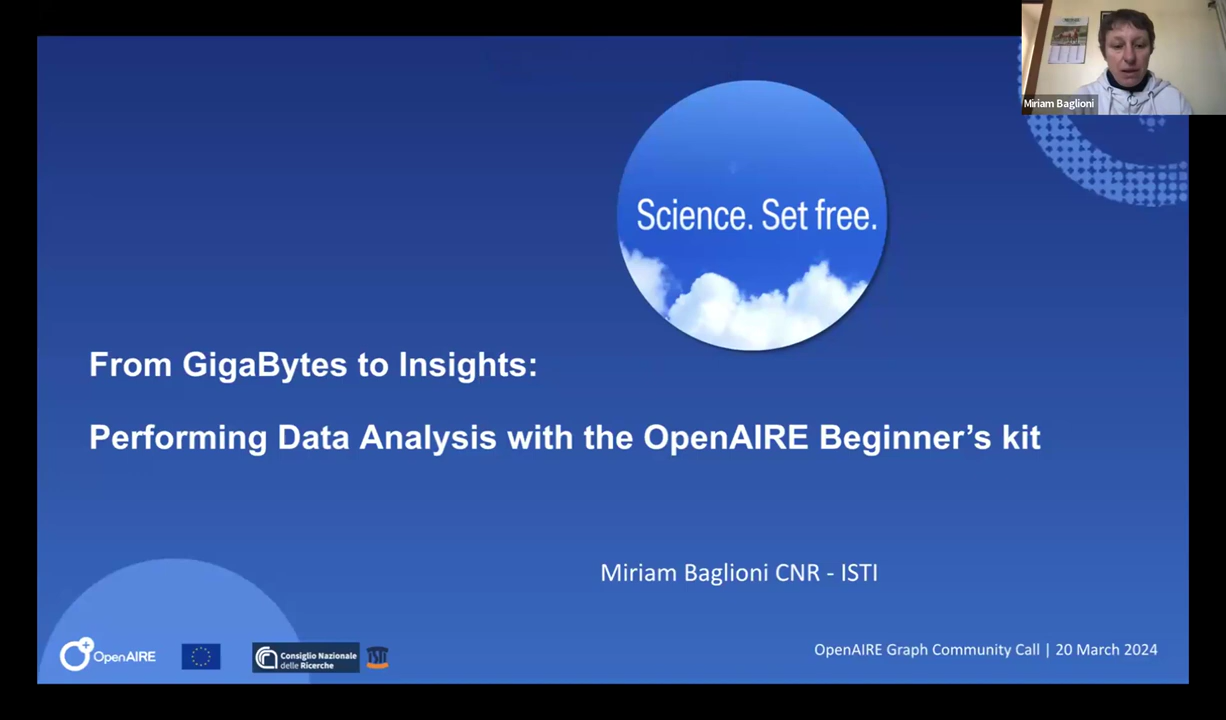 Miriam Baglioni
Science. Set free.
From GigaBytes to Insights:
Performing Data Analysis with the OpenAIRE Beginner’s kit
Miriam Baglioni CNR - ISTI
OpenAIRE
Consiglio Nazionale
delle Ricerche
ISTI
OpenAIRE Graph Community Call | 20 March 2024